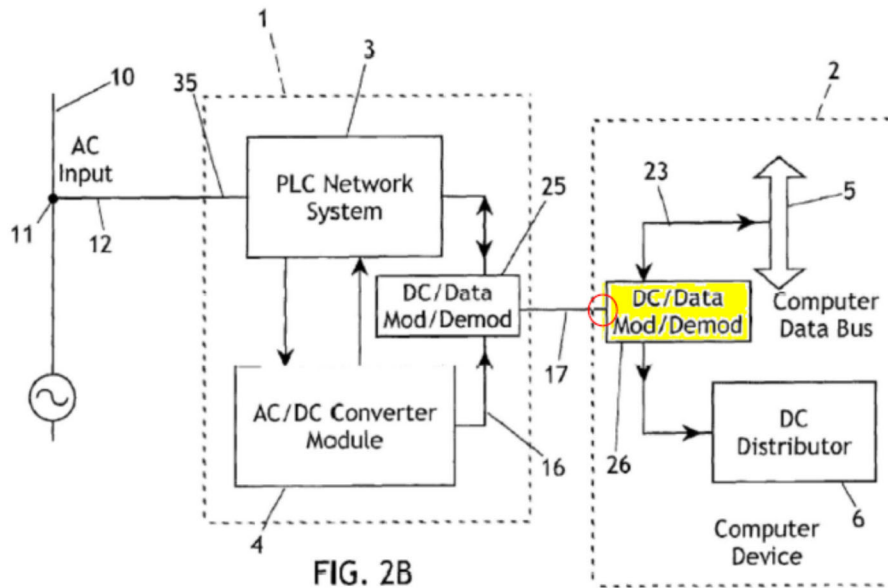 1
2
3
10
35
AC
Input
PLC Network
System
25
23
5
11
12
DC/Data
Mod/Demod
DC/Data
Mod/Demod
Computer
Data Bus
17
AC/DC Converter
Module
16
26
DC
Distributor
4
6
Computer
Device
FIG. 2B